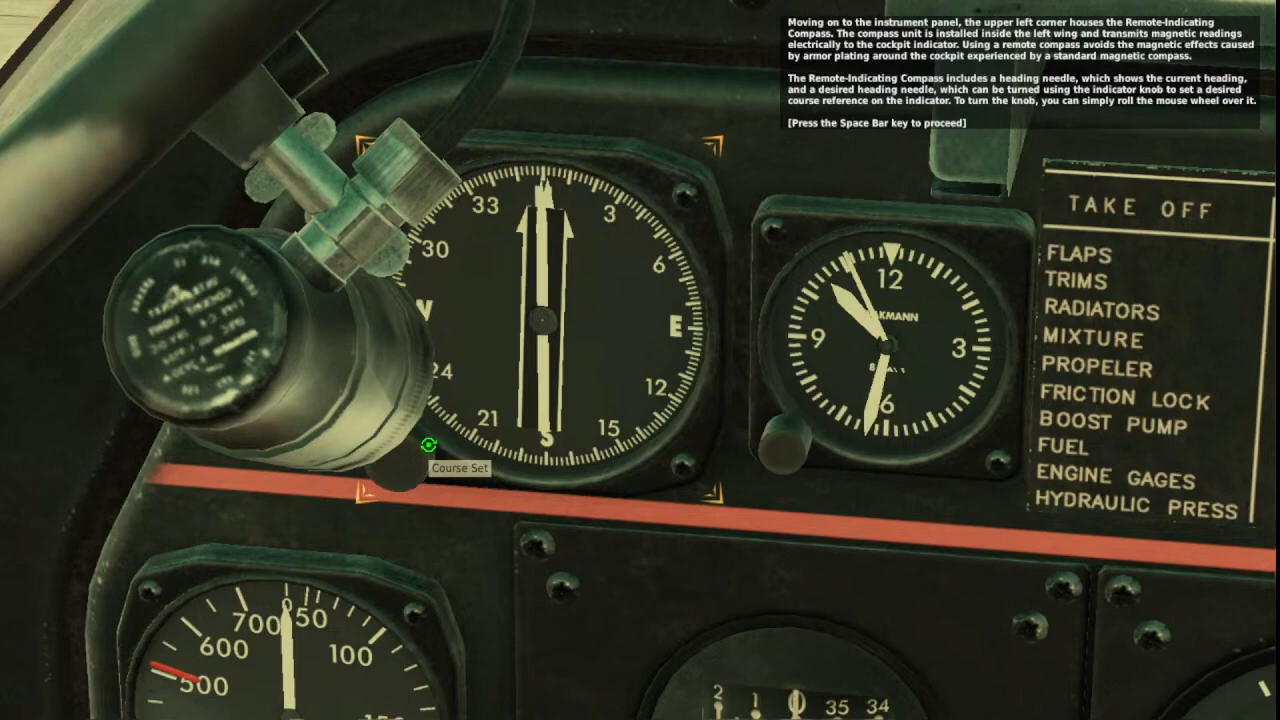 Moving on to the instrument panel, the upper left corner houses the Remote-Indicating
Compass. The compass unit is installed inside the left wing and transmits magnetic readings
electrically to the cockpit indicator. Using a remote compass avoids the magnetic effects caused
by armor plating around the cockpit experienced by a standard magnetic compass.
The Remote-Indicating Compass includes a heading needle, which shows the current heading,
and a desired heading needle, which can be turned using the indicator knob to set a desired
course reference on the indicator. To turn the knob, you can simply roll the mouse wheel over it.
[Press the Space Bar key to proceed]
33 3
30 6
E
24 12
21 S 15
Course Set
12
9 3
6
TAKE OFF
FLAPS
TRIMS
RADIATORS
MIXTURE
PROPELER
FRICTION LOCK
BOOST PUMP
FUEL
ENGINE GAGES
HYDRAULIC PRESS
700 0 50
600 100
500 150
2 1 0 35 34